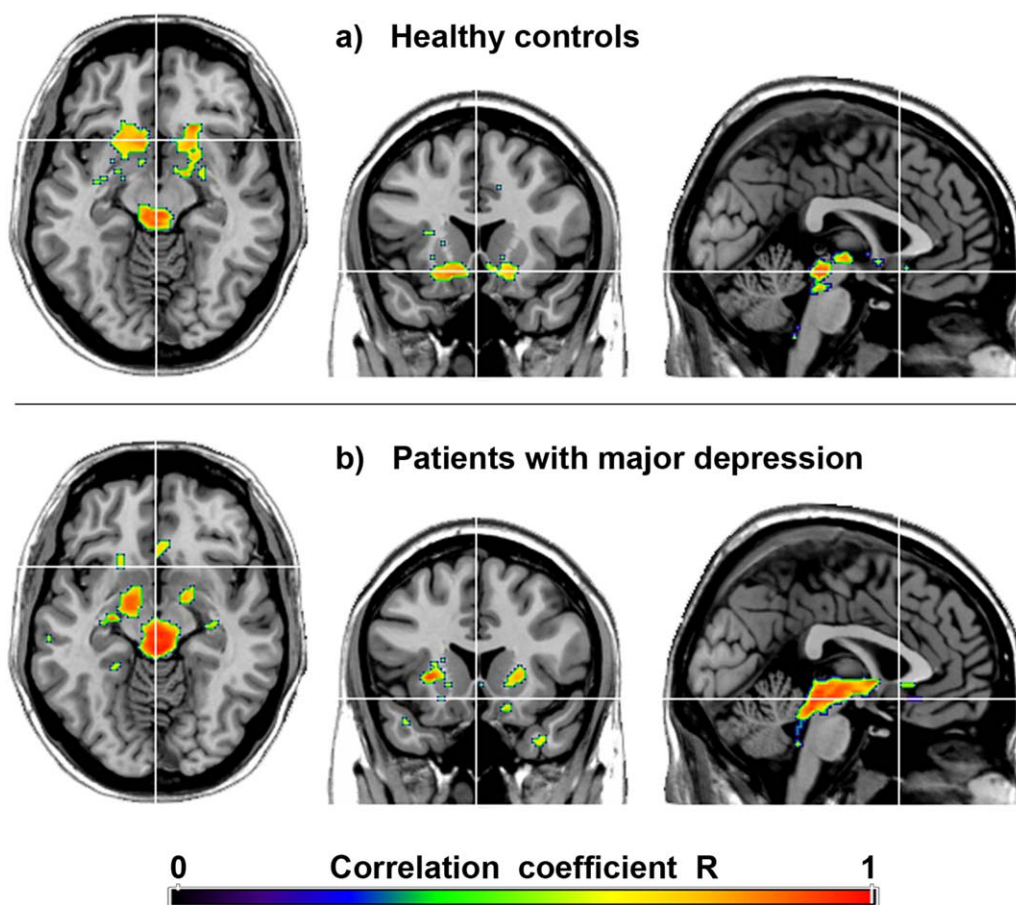 a) Healthy controls
b) Patients with major depression
0 Correlation coefficient R 1